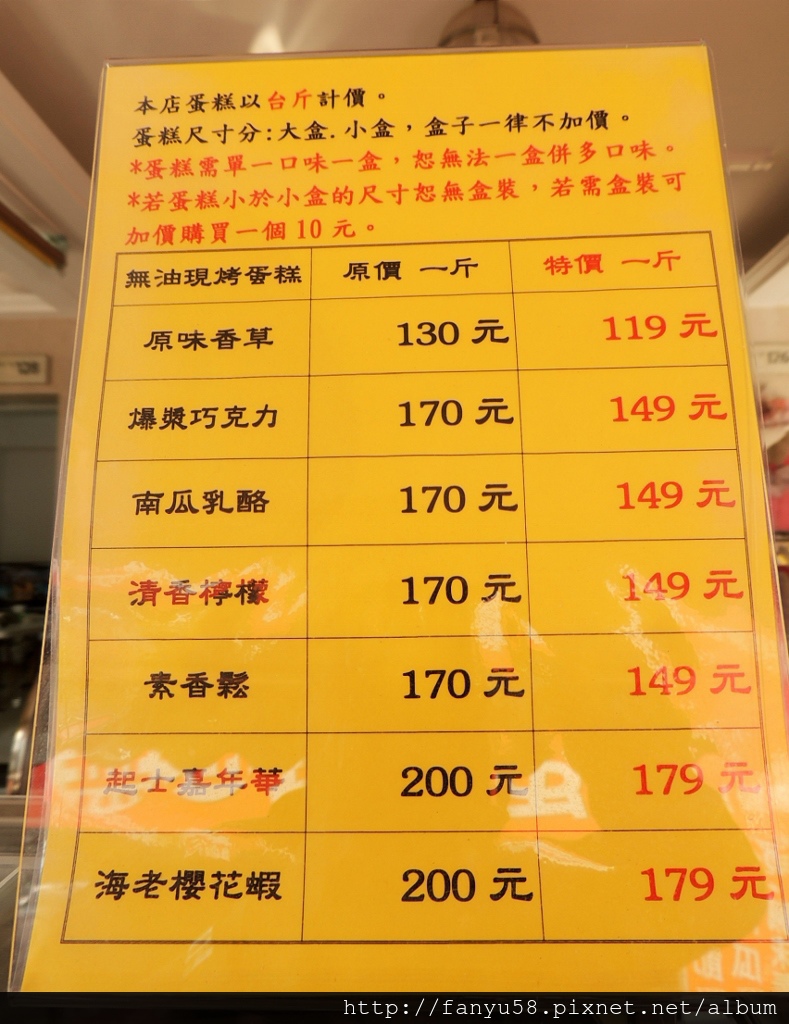 本店蛋糕以台斤計價。
蛋糕尺寸分:大盒.小盒，盒子一律不加價。
*蛋糕需單一口味一盒，恕無法一盒併多口味。
*若蛋糕小於小盒的尺寸恕無盒裝，若需盒裝可
加價購買一個10元。
無油現烤蛋糕 原價 一斤 特價 一斤
原味香草 130元 119元
爆漿巧克力 170元 149元
南瓜乳酪 170元 149元
清香檸檬 170元 149元
素香鬆 170元 149元
起士嘉年華 200元 179元
海老櫻花蝦 200元 179元
http://fanyu58.pixnet.net/album